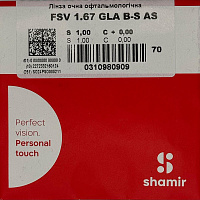 Лінза очна офтальмологічна
FSV 1.67 GLA B-S AS
S 1,00 C + 0,00
S 1.00 C 0.00
70
0310980909
Perfect
vision.
Personal
touch
shamir